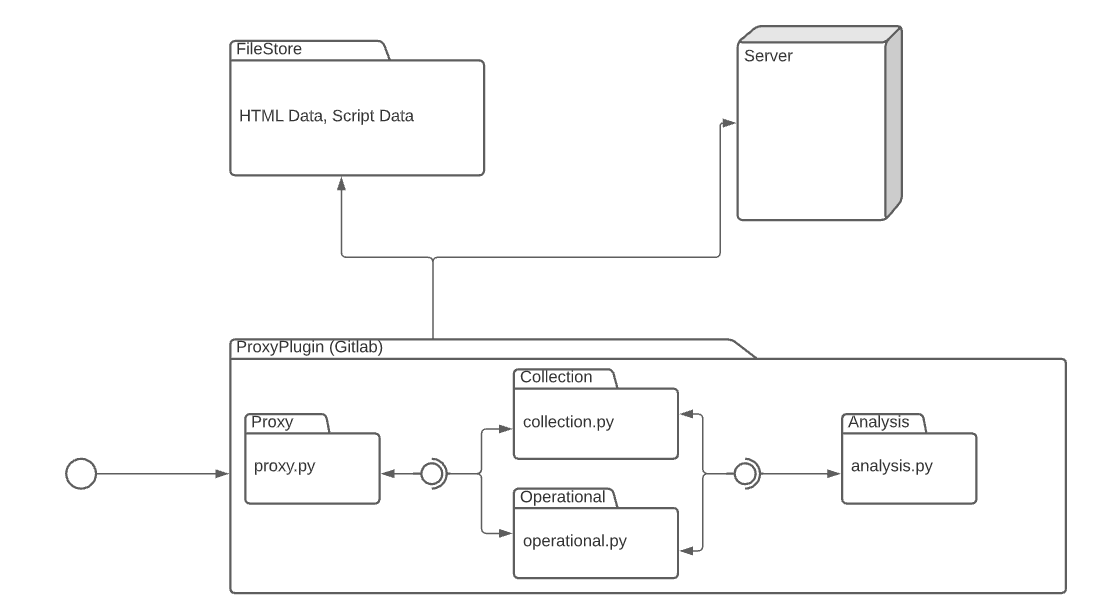 FileStore
HTML Data, Script Data
Server
ProxyPlugin (Gitlab)
Collection
collection.py
Proxy
proxy.py
Analysis
analysis.py
Operational
operational.py